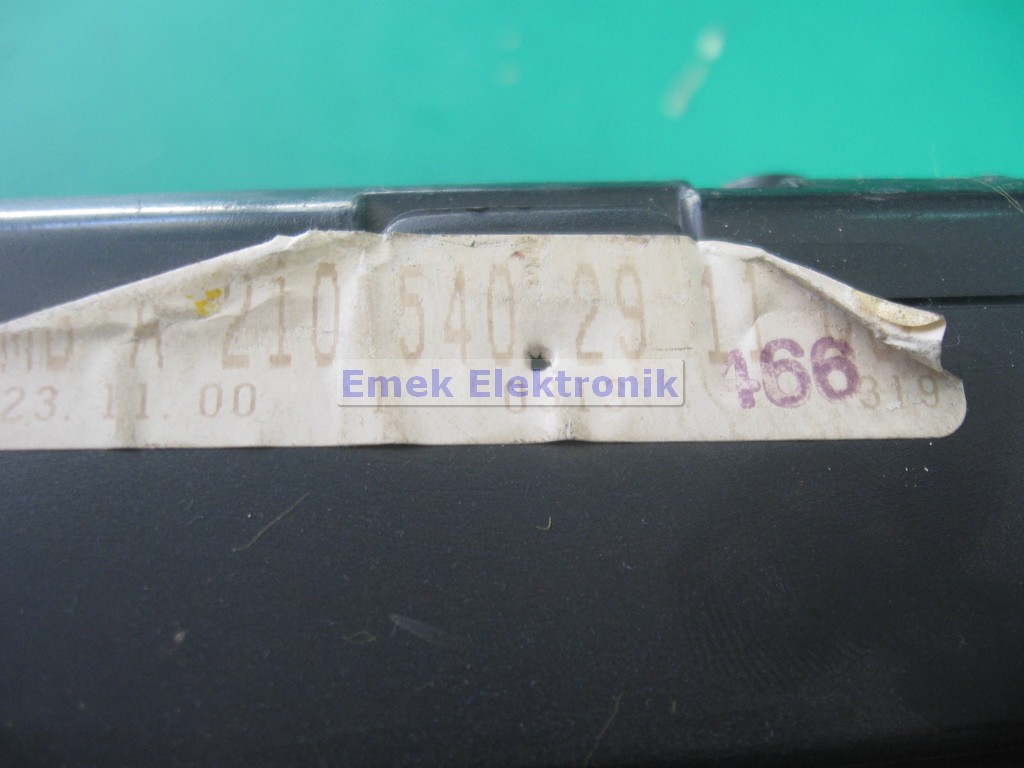 A 210 540 29 11
23.11.00
466
319
Emek Elektronik